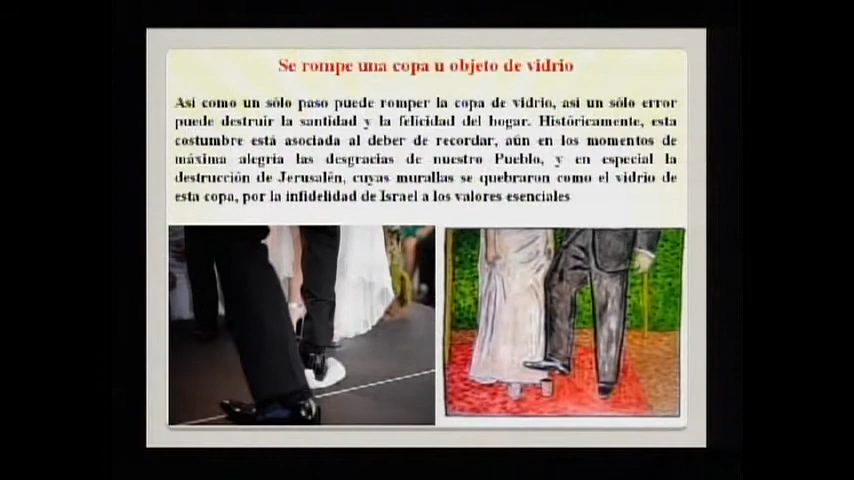 Se rompe una copa u objeto de vidrio
Así como un sólo paso puede romper la copa de vidrio, así un sólo error
puede destruir la santidad y la felicidad del hogar. Históricamente, esta
costumbre está asociada al deber de recordar, aún en los momentos de
máxima alegria las desgracias de nuestro Pueblo, y en especial la
destrucción de Jerusalén, cuyas murallas se quebraron como el vidrio de
esta copa, por la infidelidad de Israel a los valores esenciales